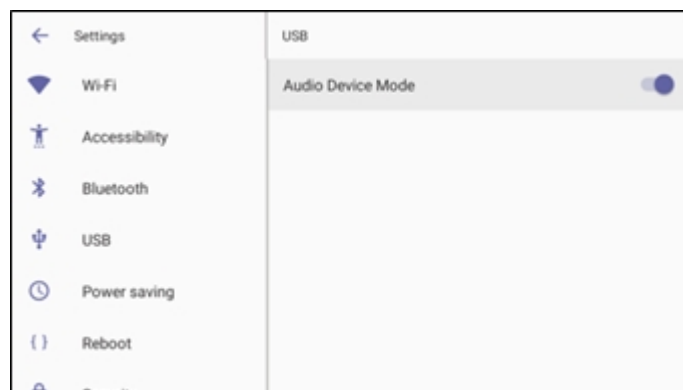 Settings
Wi-Fi
Accessibility
Bluetooth
USB
Power saving
Reboot
USB
Audio Device Mode